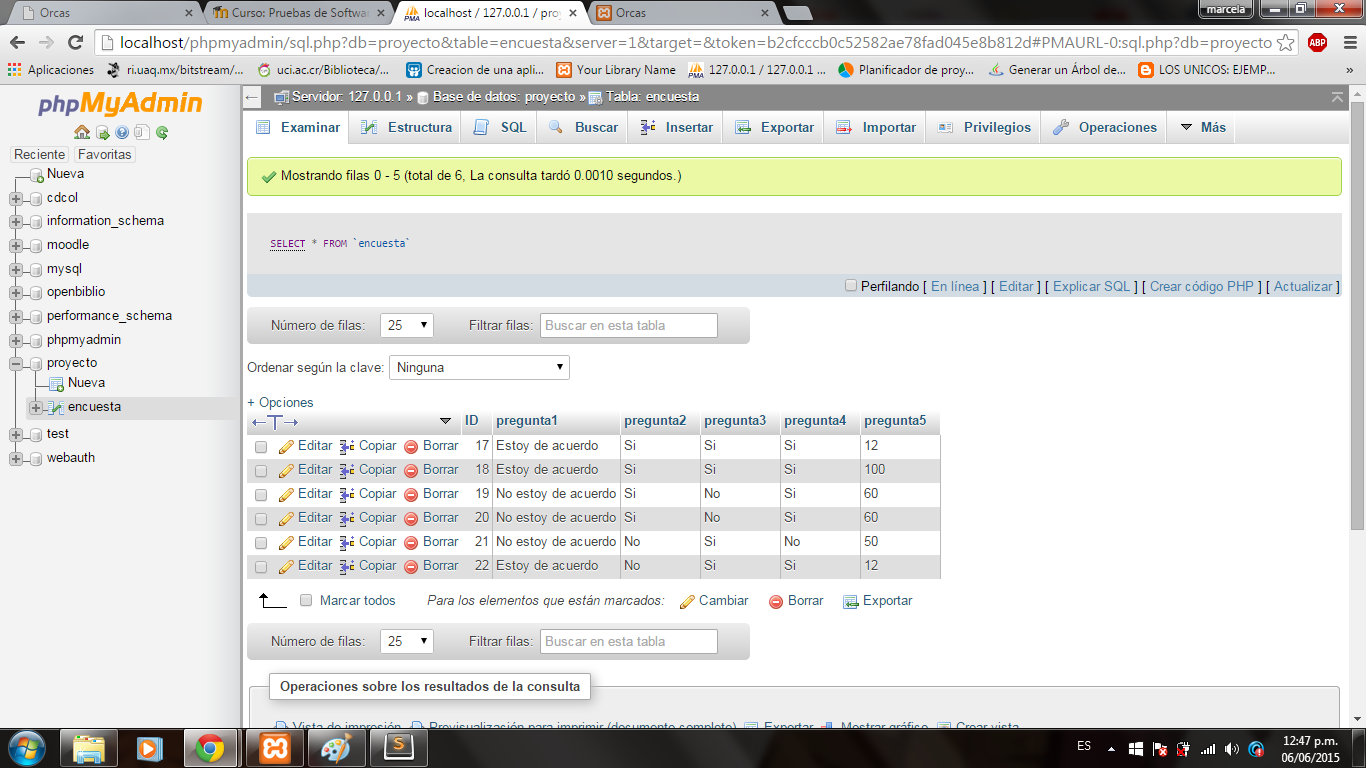 Orcas
Curso: Pruebas de Softwar
localhost / 127.0.0.1 / pro
Orcas
marcela
localhost/phpmyadmin/sql.php?db=proyecto&table=encuesta&server=1&target=&token=b2cfcccb0c52582ae78fad045e8b812d#PMAURL-0:sql.php?db=proyecto
ABP
Aplicaciones
ri.uaq.mx/bitstream/...
uci.ac.cr/Biblioteca/...
Creacion de una apli...
Your Library Name
127.0.0.1 / 127.0.0.1 ...
Planificador de proy...
Generar un Árbol de...
LOS UNICOS: EJEMP...
»
phpMyAdmin
Reciente Favoritas
Nueva
cdcol
information_schema
moodle
mysql
openbiblio
performance_schema
phpmyadmin
proyecto
Nueva
encuesta
test
webauth
Servidor: 127.0.0.1 » Base de datos: proyecto » Tabla: encuesta
Examinar Estructura SQL Buscar Insertar Exportar Importar Privilegios Operaciones Más
Mostrando filas 0 - 5 (total de 6, La consulta tardó 0.0010 segundos.)
SELECT * FROM `encuesta`
Perfilando [ En línea ] [ Editar ] [ Explicar SQL ] [ Crear código PHP ] [ Actualizar ]
Número de filas: 25 Filtrar filas: Buscar en esta tabla
Ordenar según la clave: Ninguna
+ Opciones
ID pregunta1 pregunta2 pregunta3 pregunta4 pregunta5
Editar Copiar Borrar 17 Estoy de acuerdo Si Si Si 12
Editar Copiar Borrar 18 Estoy de acuerdo Si Si Si 100
Editar Copiar Borrar 19 No estoy de acuerdo Si No Si 60
Editar Copiar Borrar 20 No estoy de acuerdo Si No Si 60
Editar Copiar Borrar 21 No estoy de acuerdo No Si No 50
Editar Copiar Borrar 22 Estoy de acuerdo No Si Si 12
Marcar todos Para los elementos que están marcados: Cambiar Borrar Exportar
Número de filas: 25 Filtrar filas: Buscar en esta tabla
Operaciones sobre los resultados de la consulta
Vista de impresión Previsualización para imprimir (documento completo) Exportar Mostrar gráfico Crear vista
ES
12:47 p.m.
06/06/2015